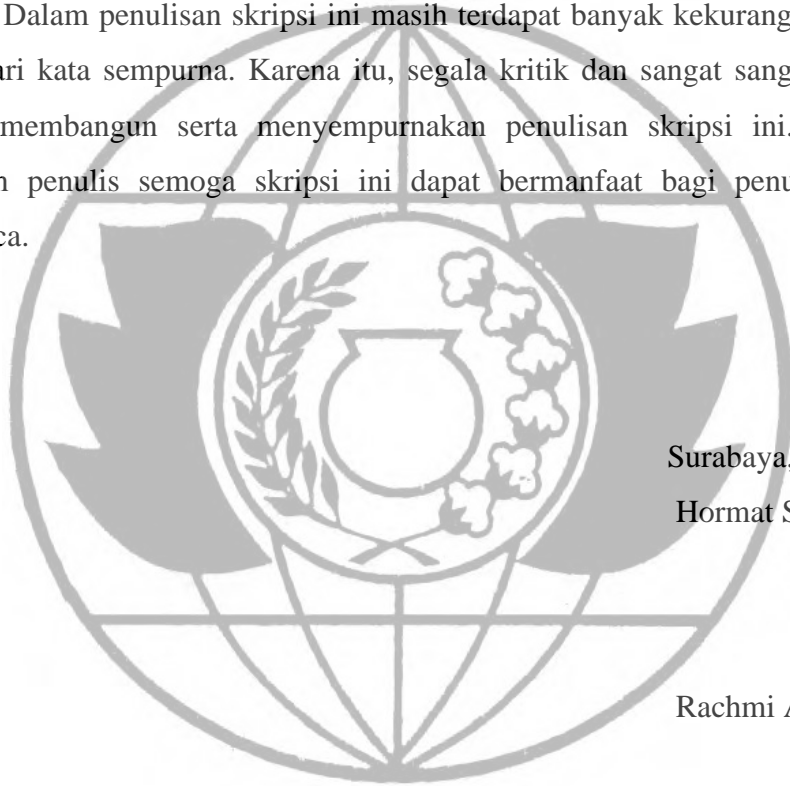 Dalam penulisan skripsi ini masih terdapat banyak kekurang
ari kata sempurna. Karena itu, segala kritik dan sangat sang
membangun serta menyempurnakan penulisan skripsi ini.
n penulis semoga skripsi ini dapat bermanfaat bagi penu
ca.
Surabaya,
Hormat S
Rachmi A